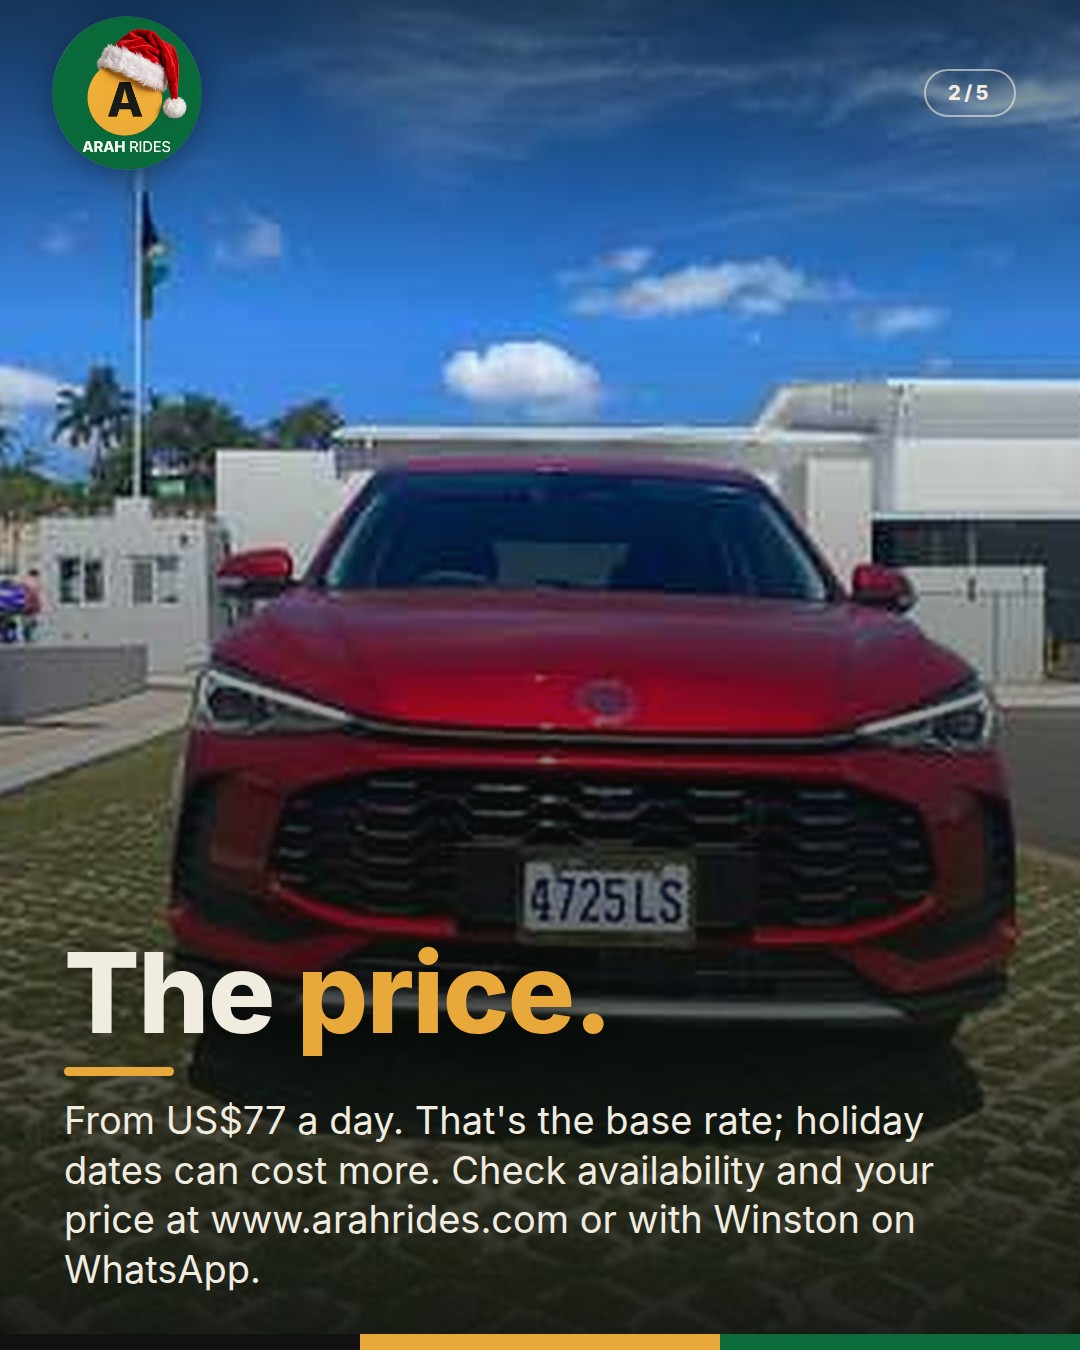 A
ARAH RIDES
2/5
4725LS
The price.
From US$77 a day. That's the base rate; holiday
dates can cost more. Check availability and your
price at www.arahrides.com or with Winston on
WhatsApp.